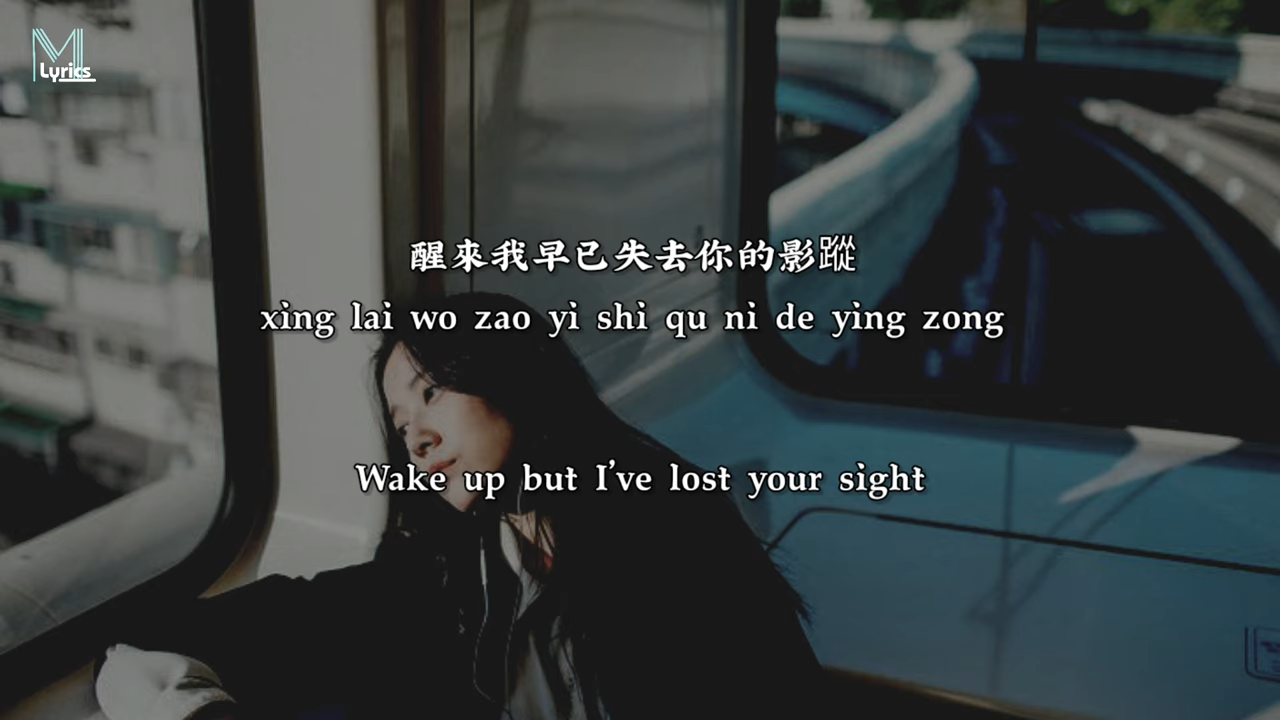 M
Lyrics
醒來我早已失去你的影蹤
xing lai wo zao yi shi qu ni de ying zong
Wake up but I've lost your sight